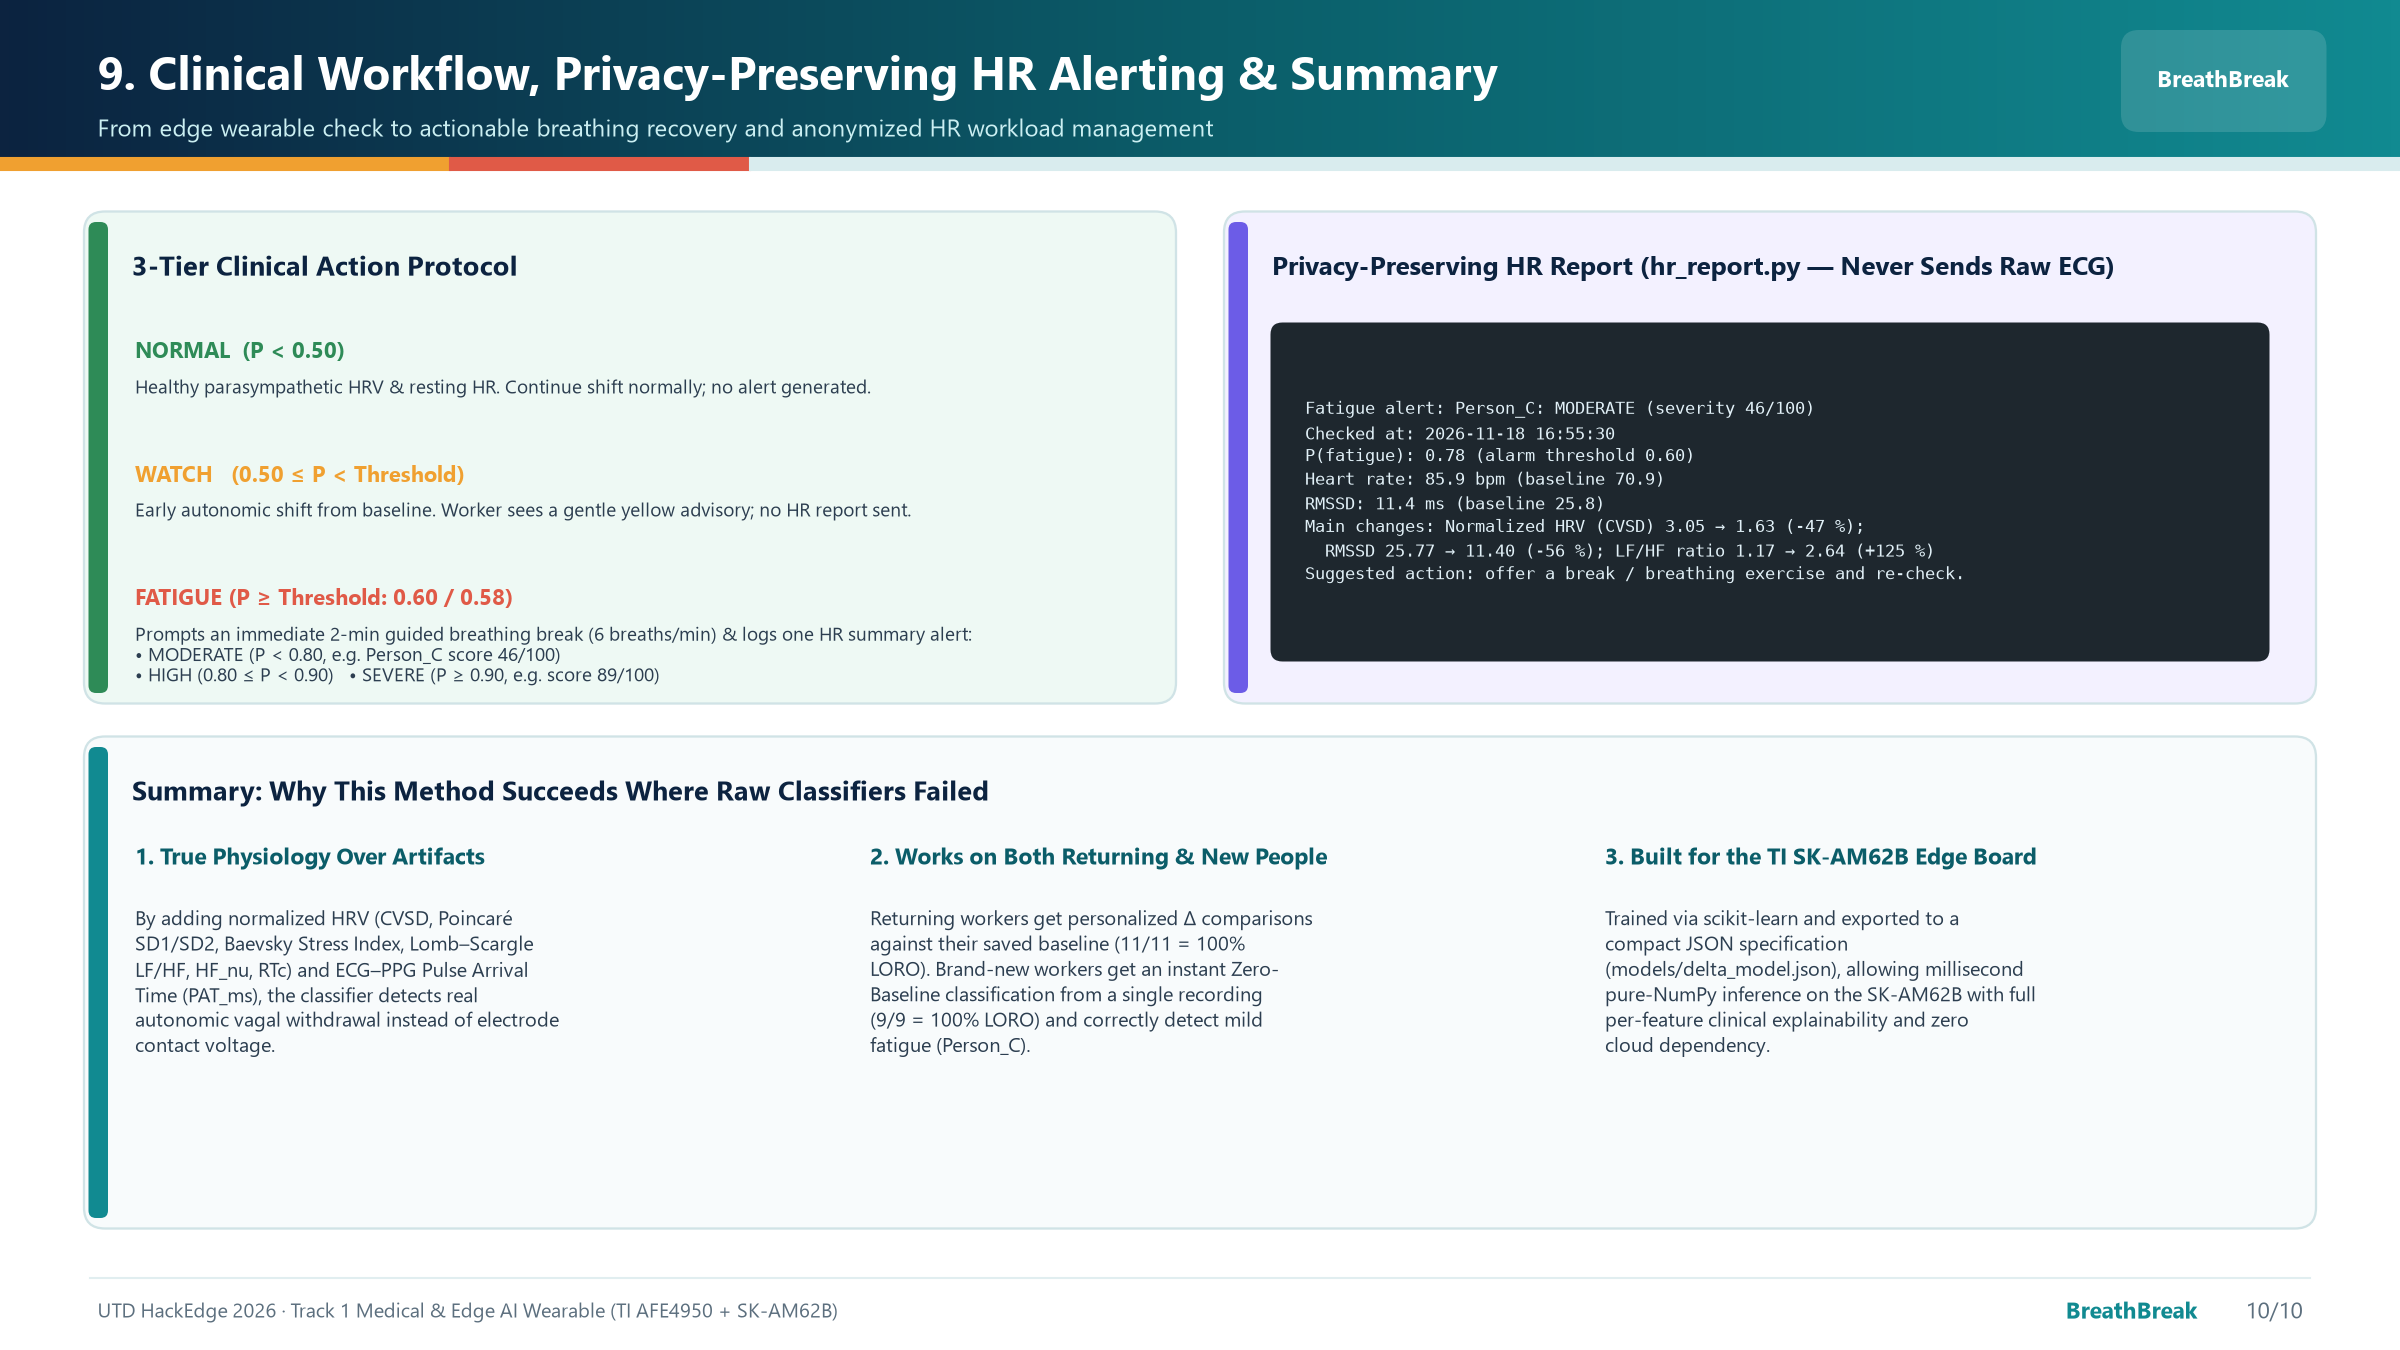 9. Clinical Workflow, Privacy-Preserving HR Alerting & Summary
From edge wearable check to actionable breathing recovery and anonymized HR workload management
BreathBreak
3-Tier Clinical Action Protocol
NORMAL (P < 0.50)
Healthy parasympathetic HRV & resting HR. Continue shift normally; no alert generated.
WATCH (0.50 ≤ P < Threshold)
Early autonomic shift from baseline. Worker sees a gentle yellow advisory; no HR report sent.
FATIGUE (P ≥ Threshold: 0.60 / 0.58)
Prompts an immediate 2-min guided breathing break (6 breaths/min) & logs one HR summary alert:
• MODERATE (P < 0.80, e.g. Person_C score 46/100)
• HIGH (0.80 ≤ P < 0.90) • SEVERE (P ≥ 0.90, e.g. score 89/100)
Privacy-Preserving HR Report (hr_report.py — Never Sends Raw ECG)
Fatigue alert: Person_C: MODERATE (severity 46/100)
Checked at: 2026-11-18 16:55:30
P(fatigue): 0.78 (alarm threshold 0.60)
Heart rate: 85.9 bpm (baseline 70.9)
RMSSD: 11.4 ms (baseline 25.8)
Main changes: Normalized HRV (CVSD) 3.05 → 1.63 (-47 %);
RMSSD 25.77 → 11.40 (-56 %); LF/HF ratio 1.17 → 2.64 (+125 %)
Suggested action: offer a break / breathing exercise and re-check.
Summary: Why This Method Succeeds Where Raw Classifiers Failed
1. True Physiology Over Artifacts
By adding normalized HRV (CVSD, Poincaré
SD1/SD2, Baevsky Stress Index, Lomb–Scargle
LF/HF, HF_nu, RTc) and ECG–PPG Pulse Arrival
Time (PAT_ms), the classifier detects real
autonomic vagal withdrawal instead of electrode
contact voltage.
2. Works on Both Returning & New People
Returning workers get personalized Δ comparisons
against their saved baseline (11/11 = 100%
LORO). Brand-new workers get an instant Zero-
Baseline classification from a single recording
(9/9 = 100% LORO) and correctly detect mild
fatigue (Person_C).
3. Built for the TI SK-AM62B Edge Board
Trained via scikit-learn and exported to a
compact JSON specification
(models/delta_model.json), allowing millisecond
pure-NumPy inference on the SK-AM62B with full
per-feature clinical explainability and zero
cloud dependency.
UTD HackEdge 2026 · Track 1 Medical & Edge AI Wearable (TI AFE4950 + SK-AM62B)
BreathBreak 10/10